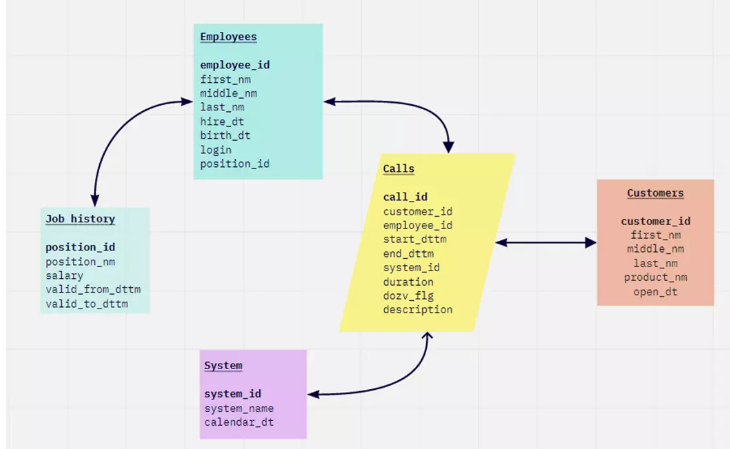 Employees
employee_id
first_nm
middle_nm
last_nm
hire_dt
birth_dt
login
position_id
Job history
position_id
position_nm
salary
valid_from_dttm
valid_to_dttm
Calls
call_id
customer_id
employee_id
start_dttm
end_dttm
system_id
duration
dozv_flg
description
Customers
customer_id
first_nm
middle_nm
last_nm
product_nm
open_dt
System
system_id
system_name
calendar_dt